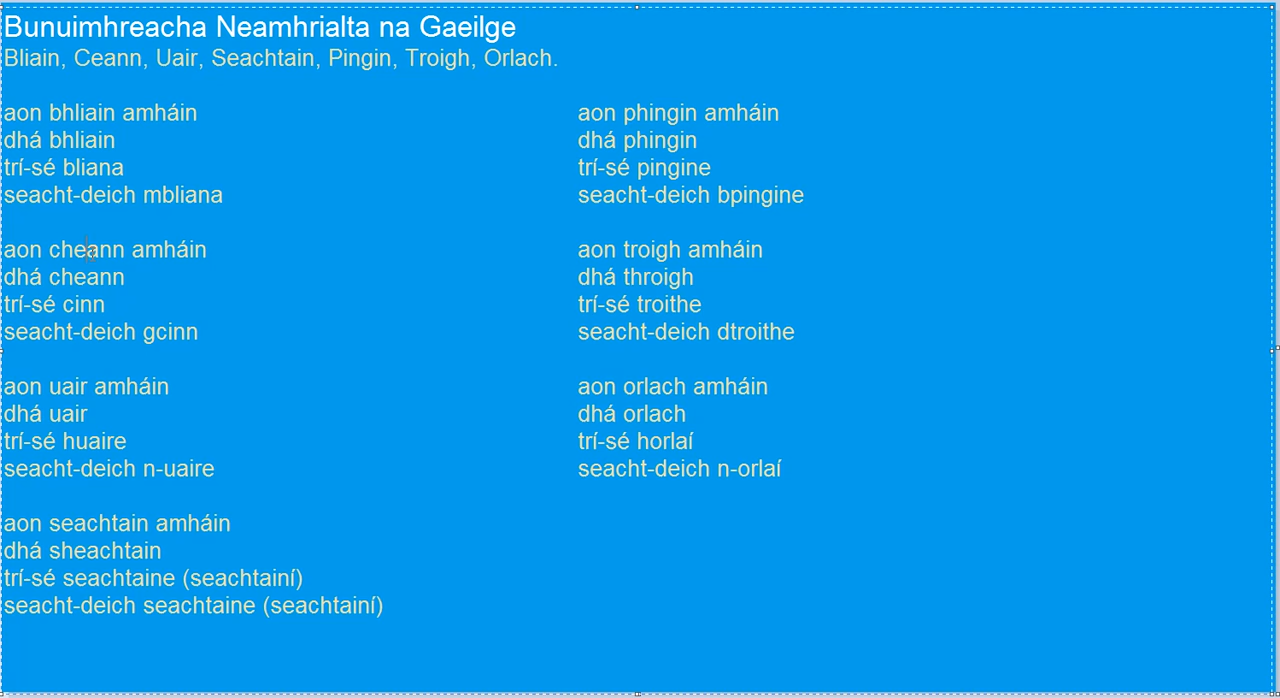 Bunuimhreacha Neamhrialta na Gaeilge
Bliain, Ceann, Uair, Seachtain, Pingin, Troigh, Orlach.
aon bhliain amháin
dhá bhliain
trí-sé bliana
seacht-deich mbliana
aon cheann amháin
dhá cheann
trí-sé cinn
seacht-deich gcinn
aon uair amháin
dhá uair
trí-sé huaire
seacht-deich n-uaire
aon seachtain amháin
dhá sheachtain
trí-sé seachtaine (seachtainí)
seacht-deich seachtaine (seachtainí)
aon phingin amháin
dhá phingin
trí-sé pingine
seacht-deich bpingine
aon troigh amháin
dhá throigh
trí-sé troithe
seacht-deich dtroithe
aon orlach amháin
dhá orlach
trí-sé horlaí
seacht-deich n-orlaí